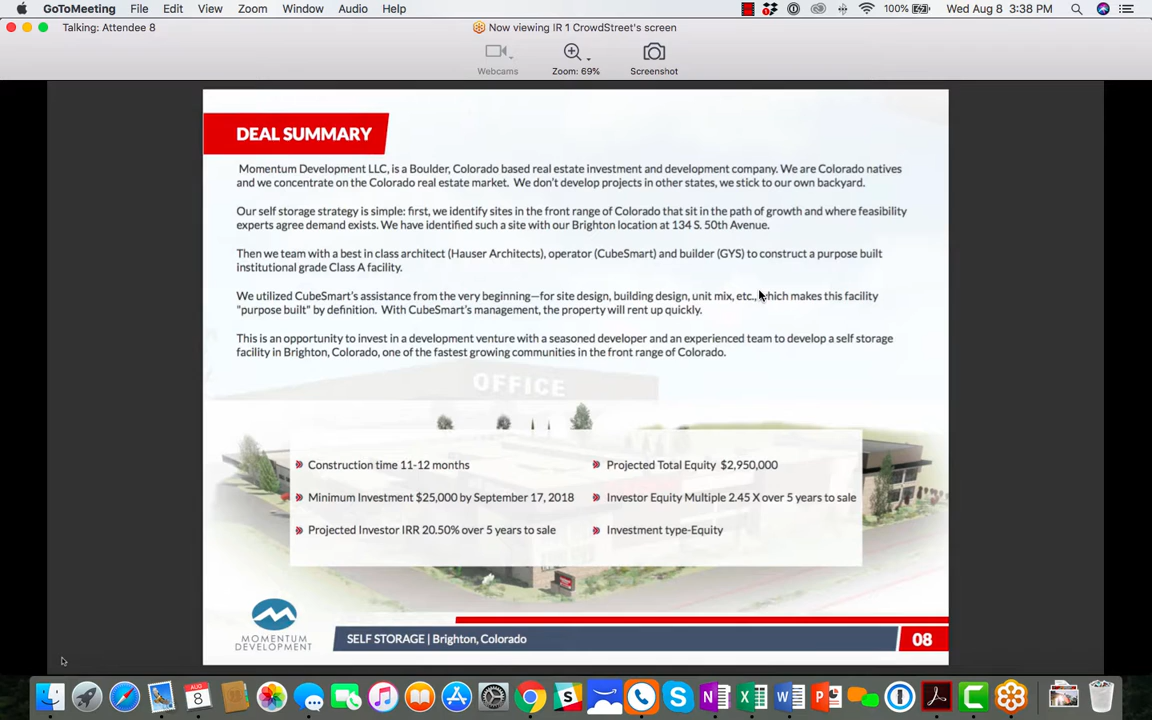 GoToMeeting File Edit View Zoom Window Audio Help 100% Wed Aug 8 3:38 PM
Talking: Attendee 8
Now viewing IR 1 CrowdStreet's screen
Webcams
Zoom: 69%
Screenshot
DEAL SUMMARY
Momentum Development LLC, is a Boulder, Colorado based real estate investment and development company. We are Colorado natives
and we concentrate on the Colorado real estate market. We don't develop projects in other states, we stick to our own backyard.
Our self storage strategy is simple: first, we identify sites in the front range of Colorado that sit in the path of growth and where feasibility
experts agree demand exists. We have identified such a site with our Brighton location at 134 S. 50th Avenue.
Then we team with a best in class architect (Hauser Architects), operator (CubeSmart) and builder (GYS) to construct a purpose built
institutional grade Class A facility.
We utilized CubeSmart's assistance from the very beginning—for site design, building design, unit mix, etc., which makes this facility
"purpose built" by definition. With CubeSmart's management, the property will rent up quickly.
This is an opportunity to invest in a development venture with a seasoned developer and an experienced team to develop a self storage
facility in Brighton, Colorado, one of the fastest growing communities in the front range of Colorado.
OFFICE
Construction time 11-12 months
Minimum Investment $25,000 by September 17, 2018
Projected Investor IRR 20.50% over 5 years to sale
Projected Total Equity $2,950,000
Investor Equity Multiple 2.45 X over 5 years to sale
Investment type-Equity
MOMENTUM
DEVELOPMENT
SELF STORAGE | Brighton, Colorado
08
AUG
8